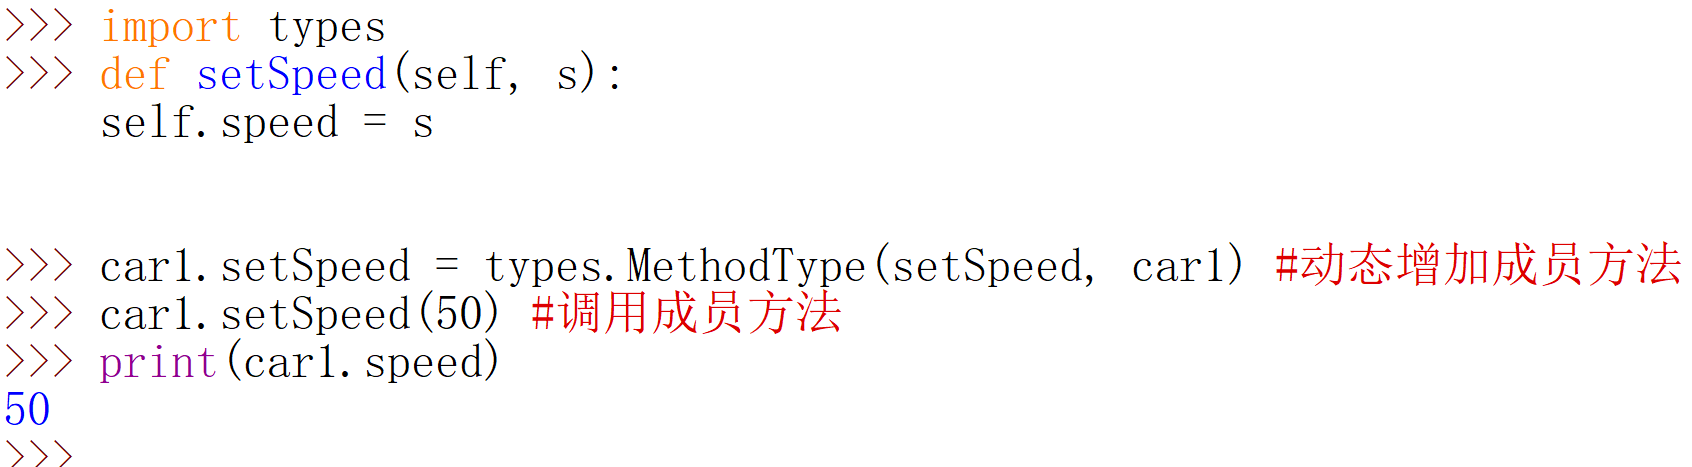 >>> import types
>>> def setSpeed(self, s):
    self.speed = s
>>> car1.setSpeed = types.MethodType(setSpeed, car1) #动态增加成员方法
>>> car1.setSpeed(50) #调用成员方法
>>> print(car1.speed)
50
>>>